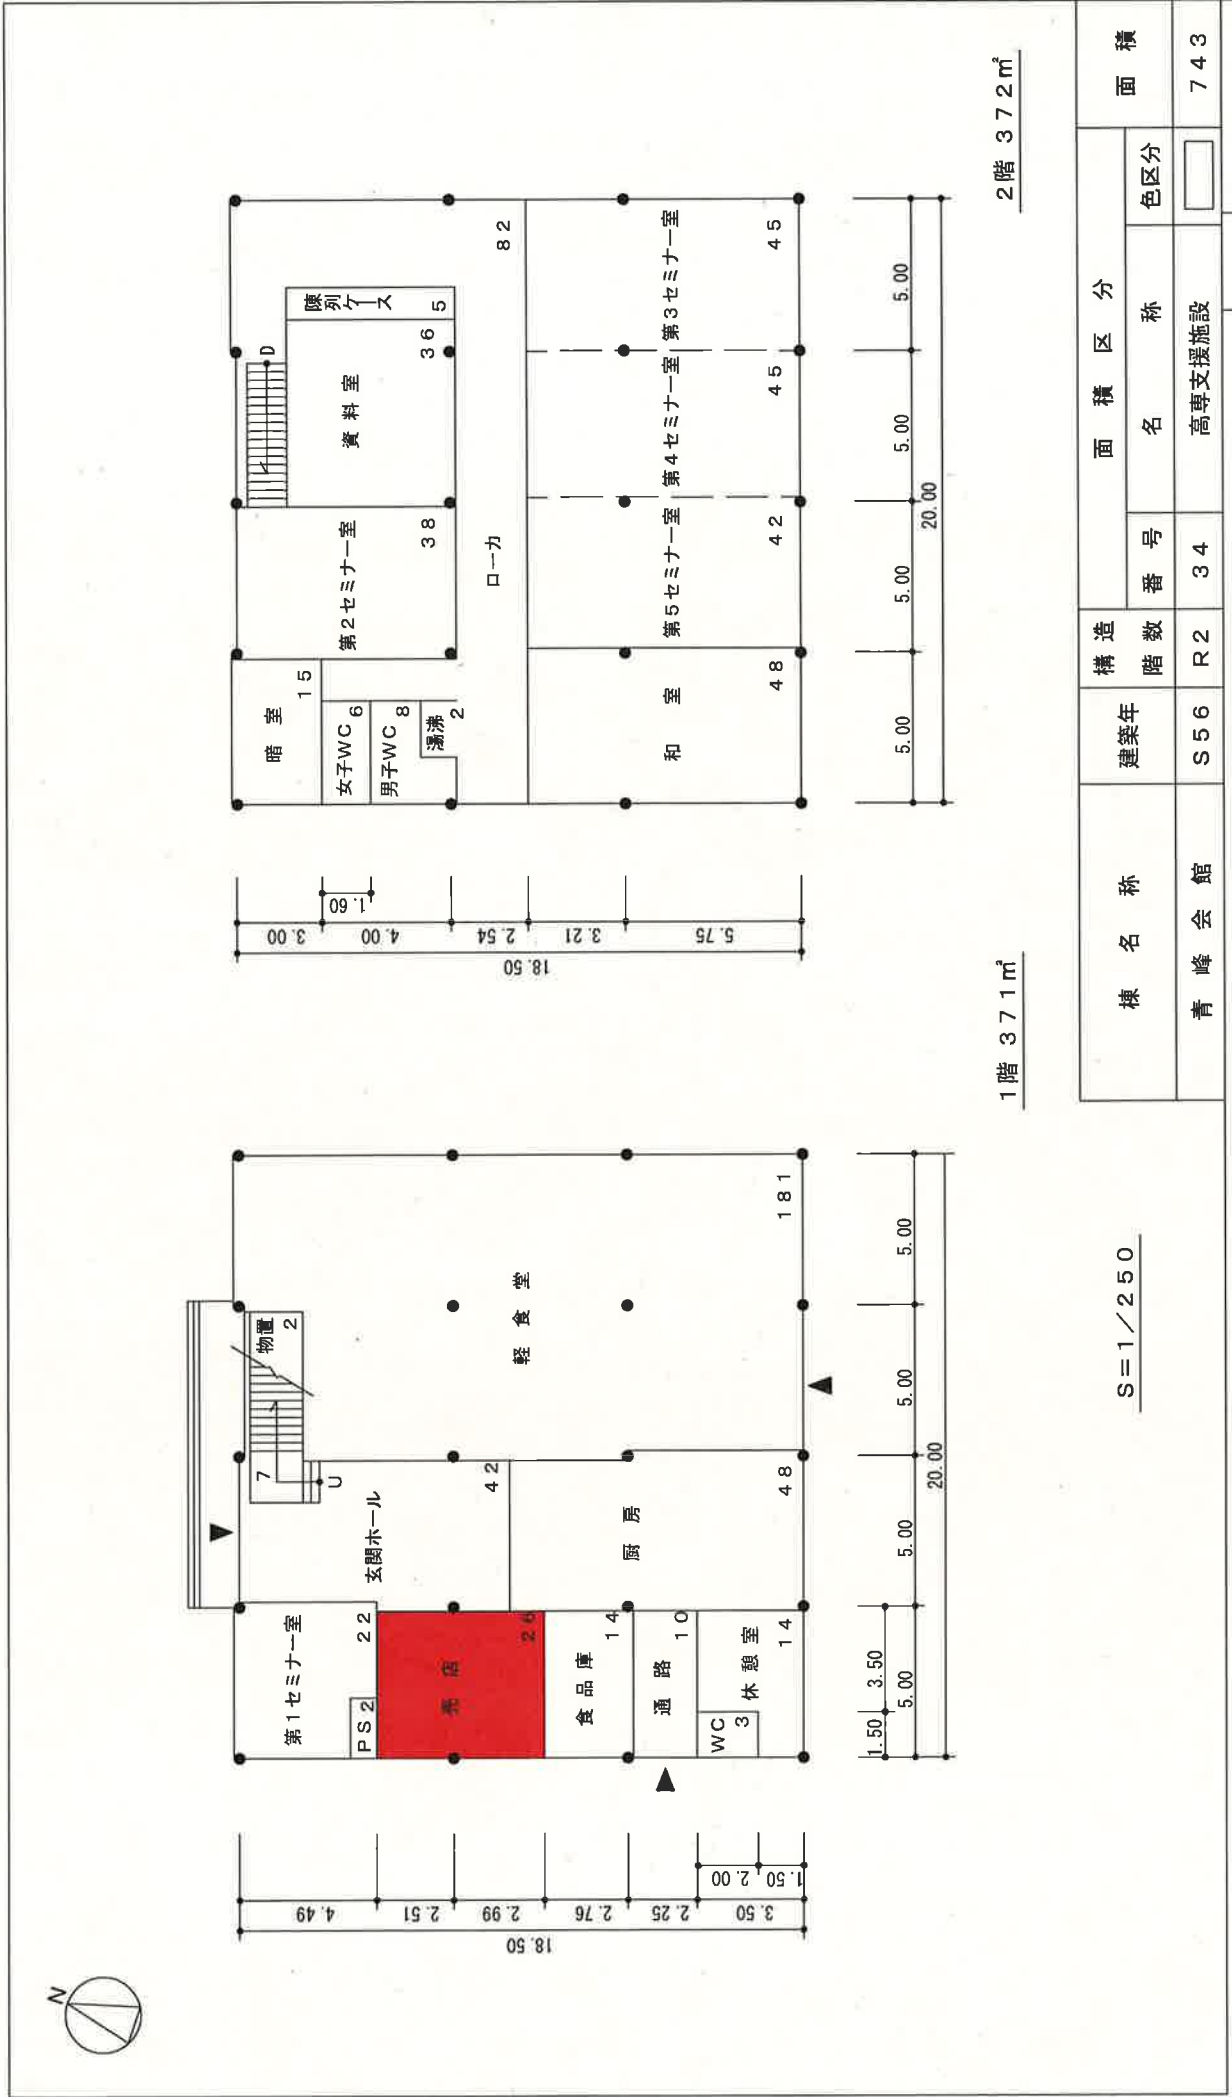 N
18.50
4.49
2.51
2.99
2.76
2.25
3.50
2.00
1.50
第1セミナー室
22
PS 2
売店
26
食品庫
14
通路
10
WC
3
休憩室
14
玄関ホール
42
7
U
物置
2
厨房
48
軽食堂
181
1.50
3.50
5.00
5.00
5.00
5.00
20.00
1階 371㎡
S=1/250
18.50
3.00
4.00
1.60
2.54
3.21
5.75
暗室
15
女子WC
6
男子WC
8
湯沸
2
第2セミナー室
38
資料室
36
陳列ケース
5
D
ローカ
82
和室
48
第5セミナー室
42
第4セミナー室
45
第3セミナー室
45
5.00
5.00
5.00
5.00
20.00
2階 372㎡
棟名称
建築年
構造階数
面積区分
面積
番号
名称
色区分
青峰会館
S56
R2
34
高専支援施設
743